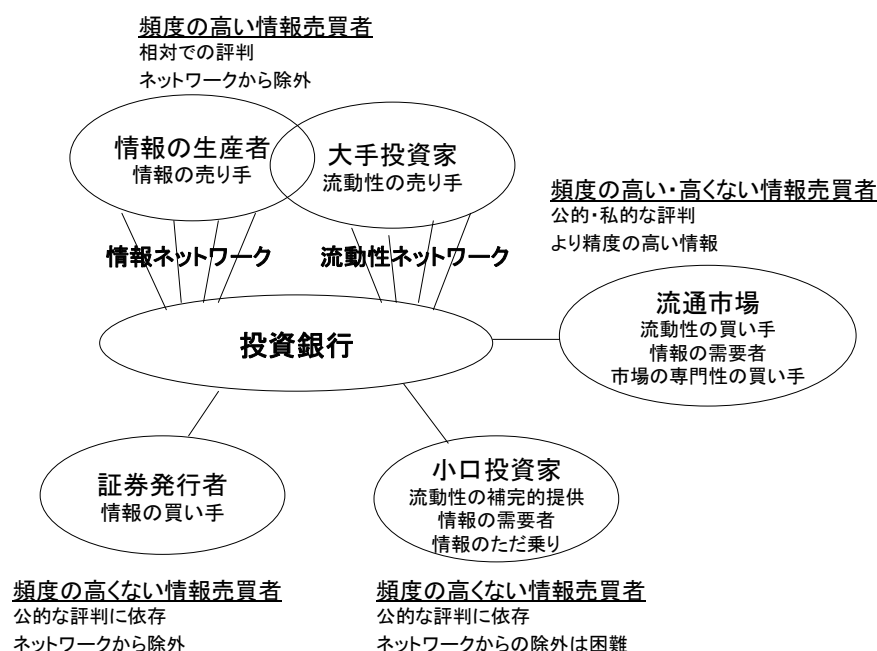 頻度の高い情報売買者
相対での評判
ネットワークから除外
情報の生産者
情報の売り手
大手投資家
流動性の売り手
頻度の高い・高くない情報売買者
公的・私的な評判
より精度の高い情報
情報ネットワーク
流動性ネットワーク
流通市場
流動性の買い手
情報の需要者
市場の専門性の買い手
投資銀行
証券発行者
情報の買い手
小口投資家
流動性の補完的提供
情報の需要者
情報のただ乗り
頻度の高くない情報売買者
公的な評判に依存
ネットワークから除外
頻度の高くない情報売買者
公的な評判に依存
ネットワークからの除外は困難